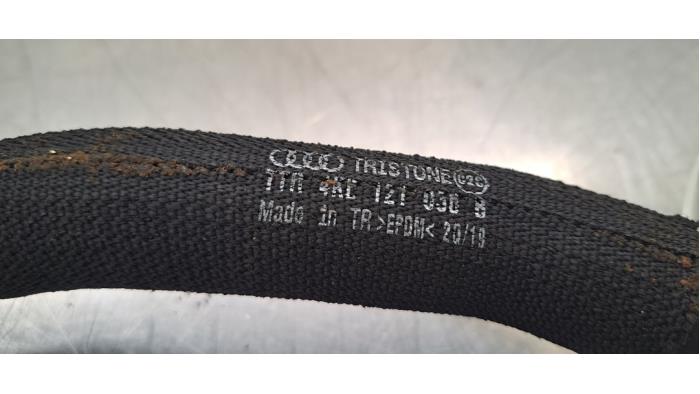 TRISTONE
TTR 4KE 121 050 B
Made in TR >EPDM< 20/19